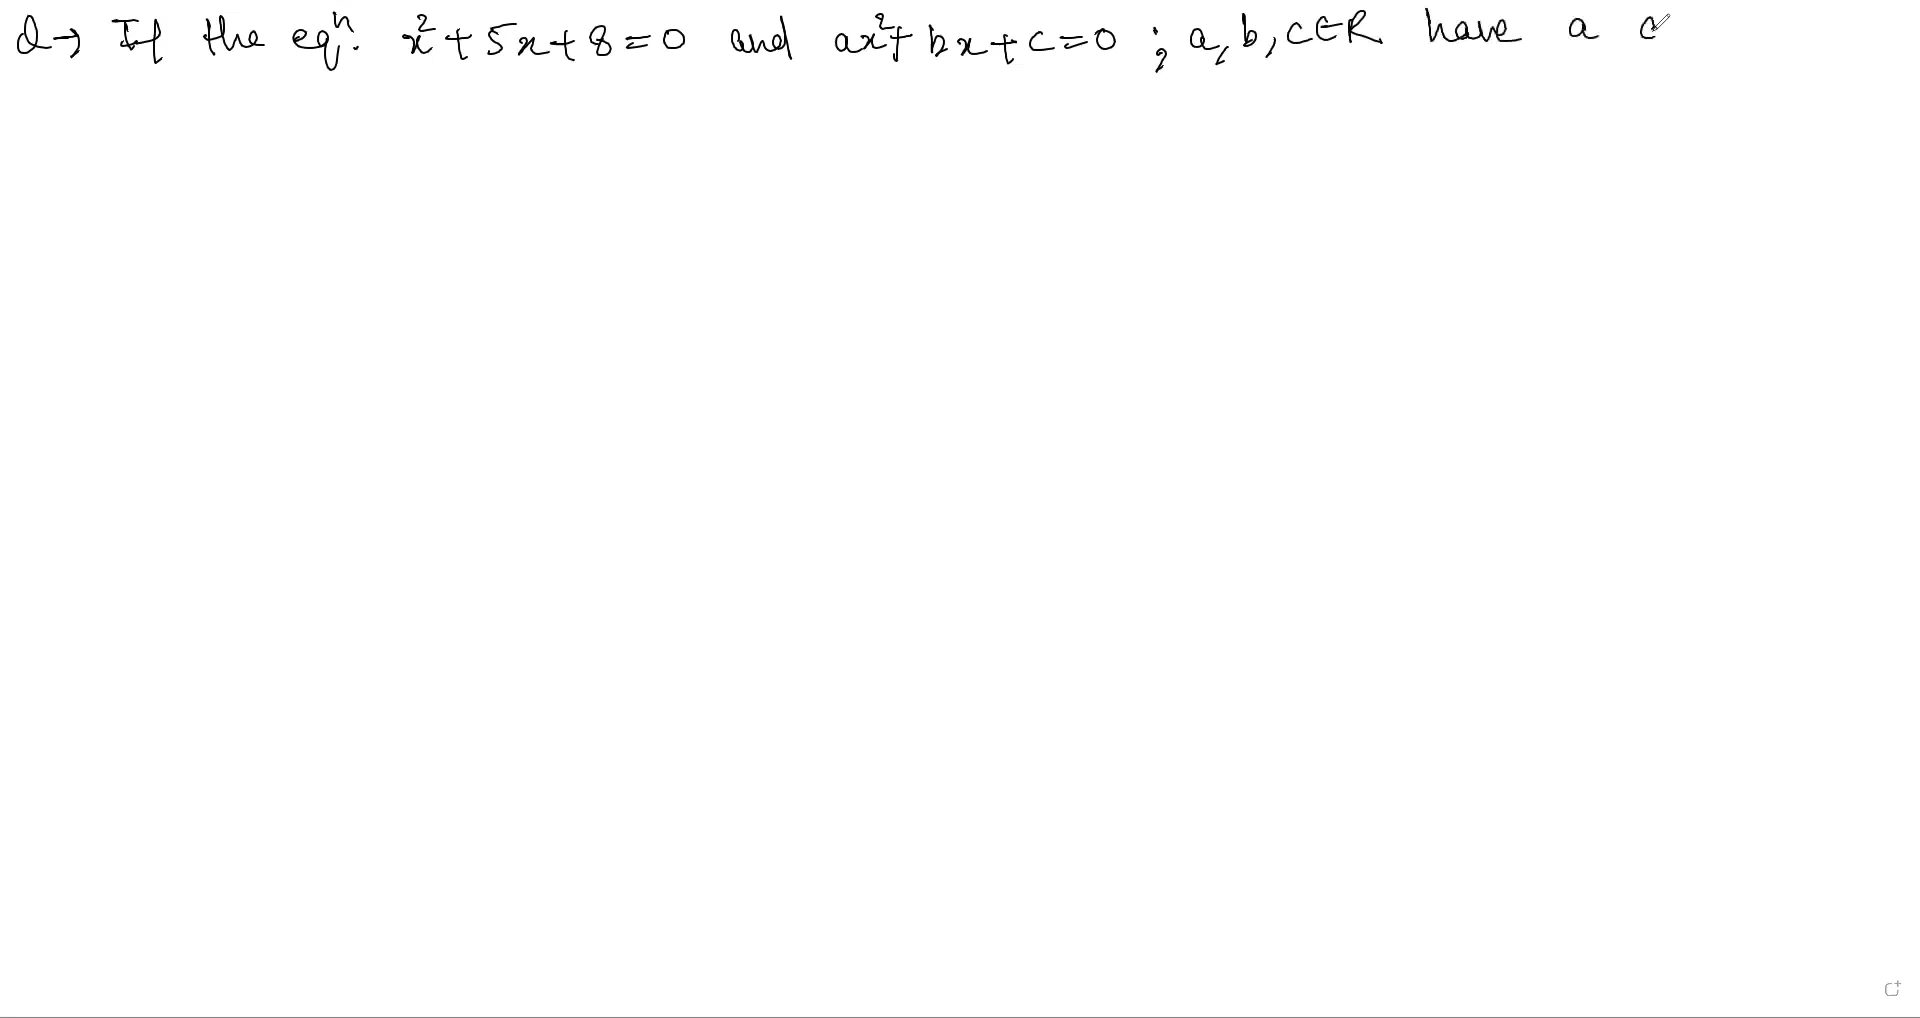 Q→ If the eqⁿ. x²+5x+8=0 and ax²+bx+c=0 ; a,b,c∈R have a c